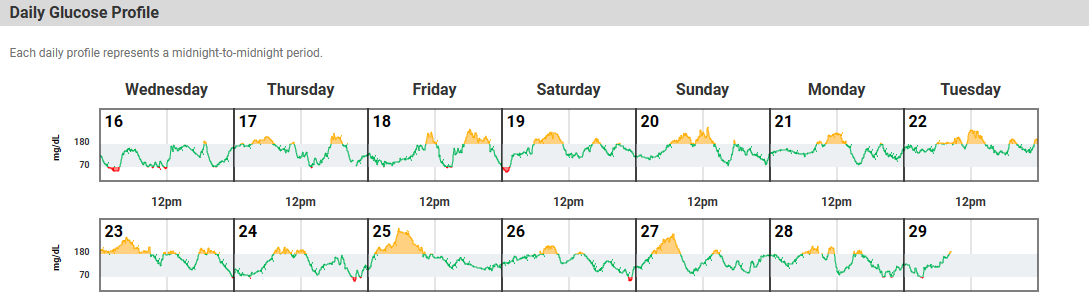 Daily Glucose Profile
Each daily profile represents a midnight-to-midnight period.
Wednesday Thursday Friday Saturday Sunday Monday Tuesday
16 17 18 19 20 21 22
mg/dL
180
70
12pm 12pm 12pm 12pm 12pm 12pm 12pm
23 24 25 26 27 28 29
mg/dL
180
70